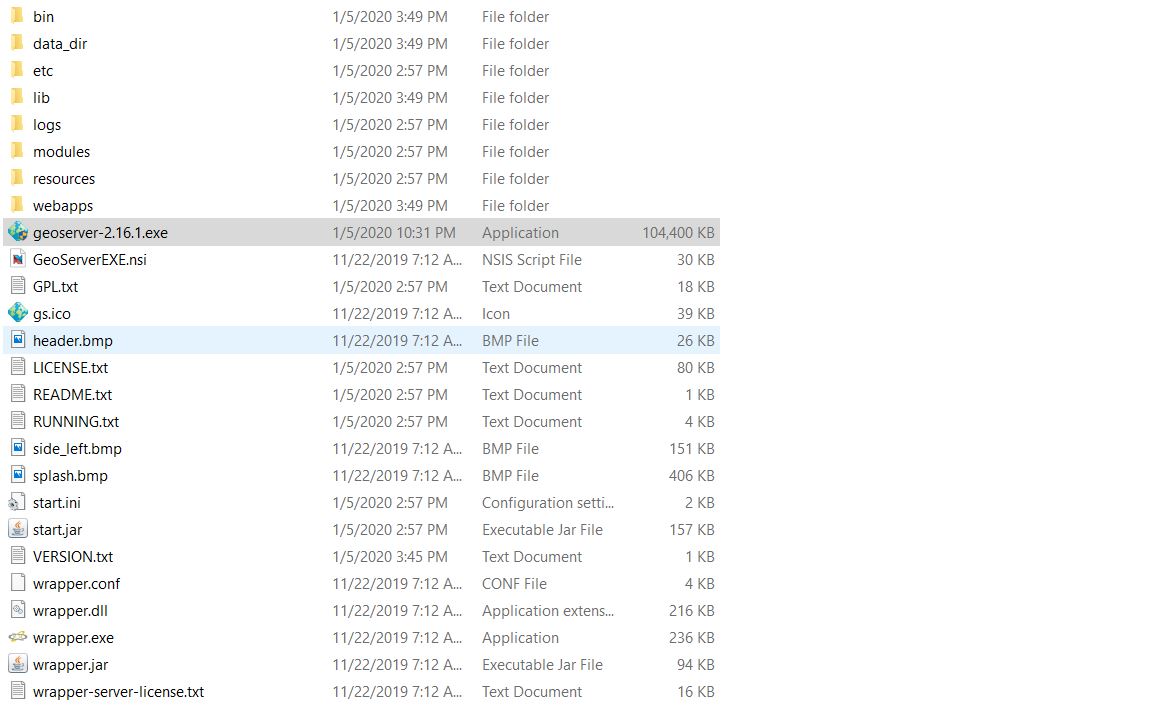 bin 1/5/2020 3:49 PM File folder
data_dir 1/5/2020 3:49 PM File folder
etc 1/5/2020 2:57 PM File folder
lib 1/5/2020 3:49 PM File folder
logs 1/5/2020 2:57 PM File folder
modules 1/5/2020 2:57 PM File folder
resources 1/5/2020 2:57 PM File folder
webapps 1/5/2020 3:49 PM File folder
geoserver-2.16.1.exe 1/5/2020 10:31 PM Application 104,400 KB
GeoServerEXE.nsi 11/22/2019 7:12 A... NSIS Script File 30 KB
GPL.txt 1/5/2020 2:57 PM Text Document 18 KB
gs.ico 11/22/2019 7:12 A... Icon 39 KB
header.bmp 11/22/2019 7:12 A... BMP File 26 KB
LICENSE.txt 1/5/2020 2:57 PM Text Document 80 KB
README.txt 1/5/2020 2:57 PM Text Document 1 KB
RUNNING.txt 1/5/2020 2:57 PM Text Document 4 KB
side_left.bmp 11/22/2019 7:12 A... BMP File 151 KB
splash.bmp 11/22/2019 7:12 A... BMP File 406 KB
start.ini 1/5/2020 2:57 PM Configuration setti... 2 KB
start.jar 1/5/2020 2:57 PM Executable Jar File 157 KB
VERSION.txt 1/5/2020 3:45 PM Text Document 1 KB
wrapper.conf 11/22/2019 7:12 A... CONF File 4 KB
wrapper.dll 11/22/2019 7:12 A... Application extens... 216 KB
wrapper.exe 11/22/2019 7:12 A... Application 236 KB
wrapper.jar 11/22/2019 7:12 A... Executable Jar File 94 KB
wrapper-server-license.txt 11/22/2019 7:12 A... Text Document 16 KB